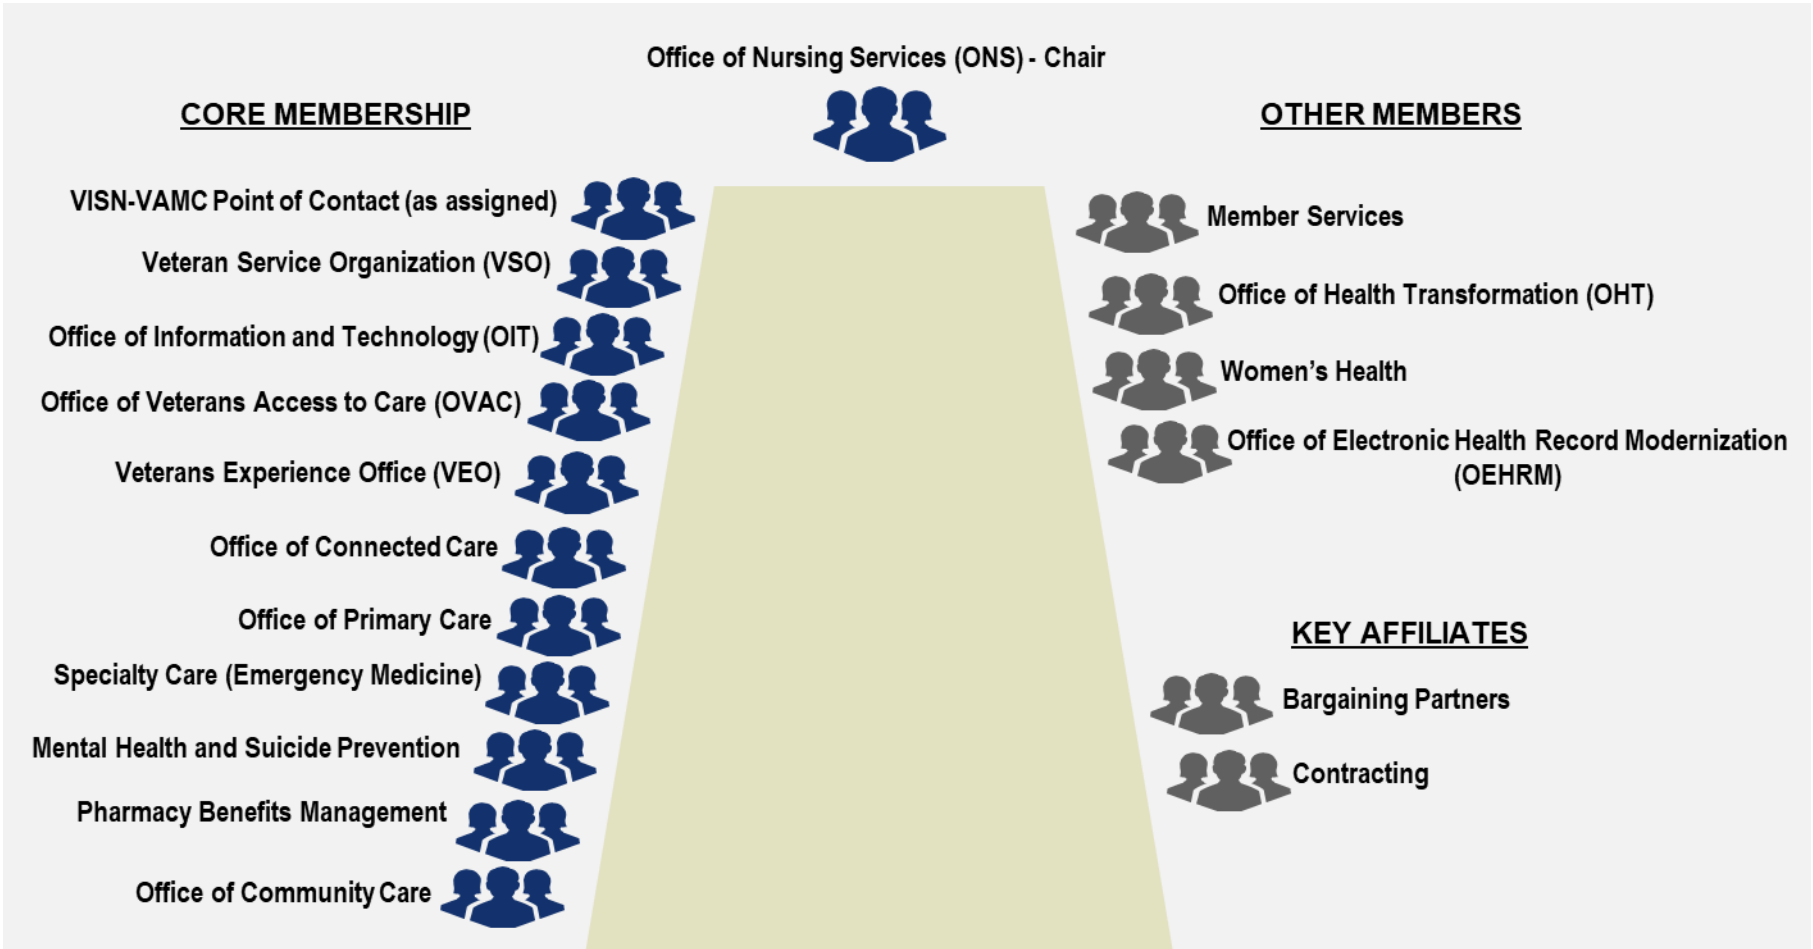 Office of Nursing Services (ONS) - Chair
CORE MEMBERSHIP
VISN-VAMC Point of Contact (as assigned)
Veteran Service Organization (VSO)
Office of Information and Technology (OIT)
Office of Veterans Access to Care (OVAC)
Veterans Experience Office (VEO)
Office of Connected Care
Office of Primary Care
Specialty Care (Emergency Medicine)
Mental Health and Suicide Prevention
Pharmacy Benefits Management
Office of Community Care
OTHER MEMBERS
Member Services
Office of Health Transformation (OHT)
Women’s Health
Office of Electronic Health Record Modernization
(OEHRM)
KEY AFFILIATES
Bargaining Partners
Contracting